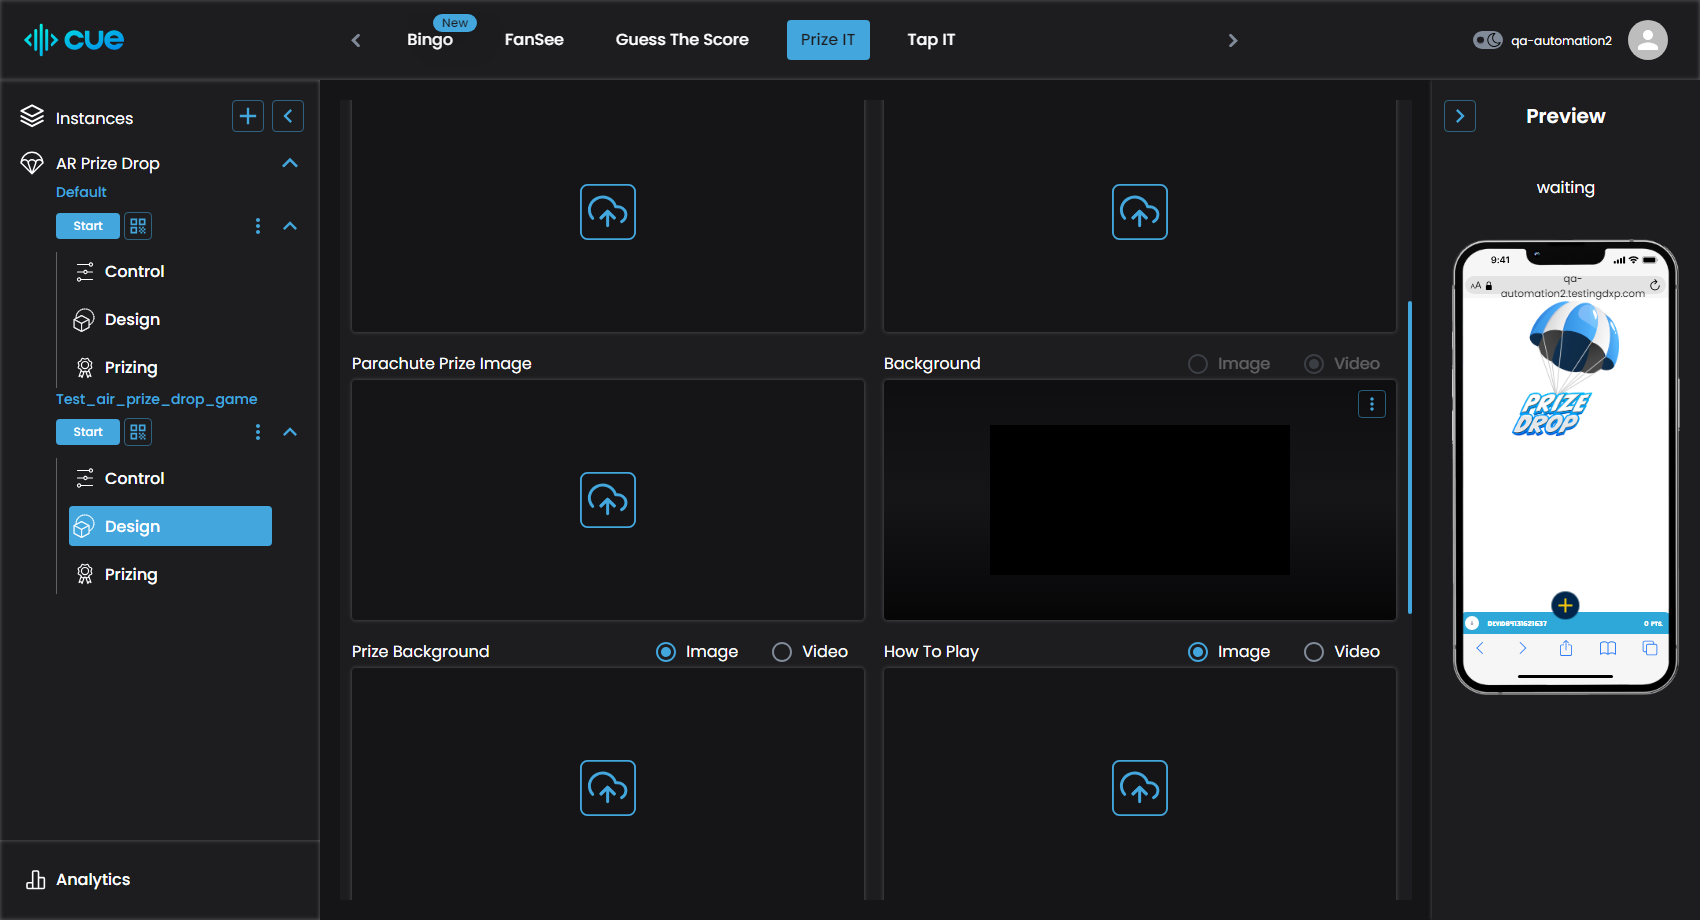 cue
New
Bingo
FanSee
Guess The Score
Prize IT
Tap IT
qa-automation2
Instances
AR Prize Drop
Default
Start
Control
Design
Prizing
Test_air_prize_drop_game
Start
Control
Design
Prizing
Analytics
Parachute Prize Image
Background
Image
Video
Prize Background
Image
Video
How To Play
Image
Video
Preview
waiting
9:41
AA
qa-
automation2.testingdxp.com
PRIZE
DROP
0 PTS.